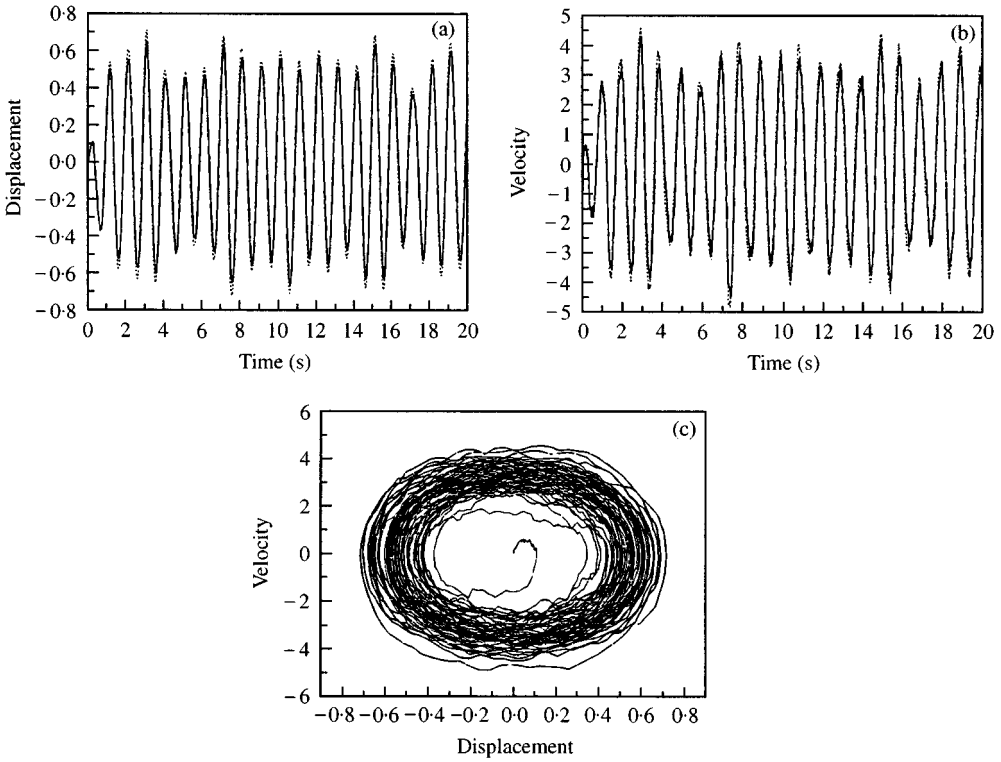 (a)
0·8
0·6
0·4
0·2
0·0
−0·2
−0·4
−0·6
−0·8
Displacement
0 2 4 6 8 10 12 14 16 18 20
Time (s)
(b)
5
4
3
2
1
0
−1
−2
−3
−4
−5
Velocity
0 2 4 6 8 10 12 14 16 18 20
Time (s)
(c)
6
4
2
0
−2
−4
−6
Velocity
−0·8 −0·6 −0·4 −0·2 0·0 0·2 0·4 0·6 0·8
Displacement